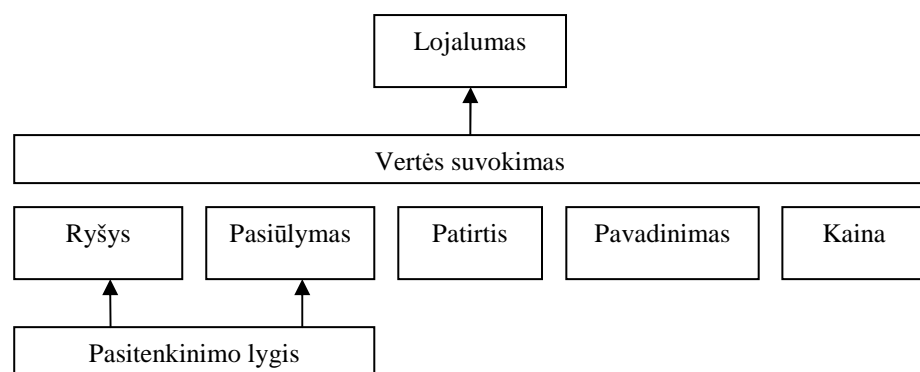 Lojalumas
Vertės suvokimas
Ryšys
Pasiūlymas
Patirtis
Pavadinimas
Kaina
Pasitenkinimo lygis